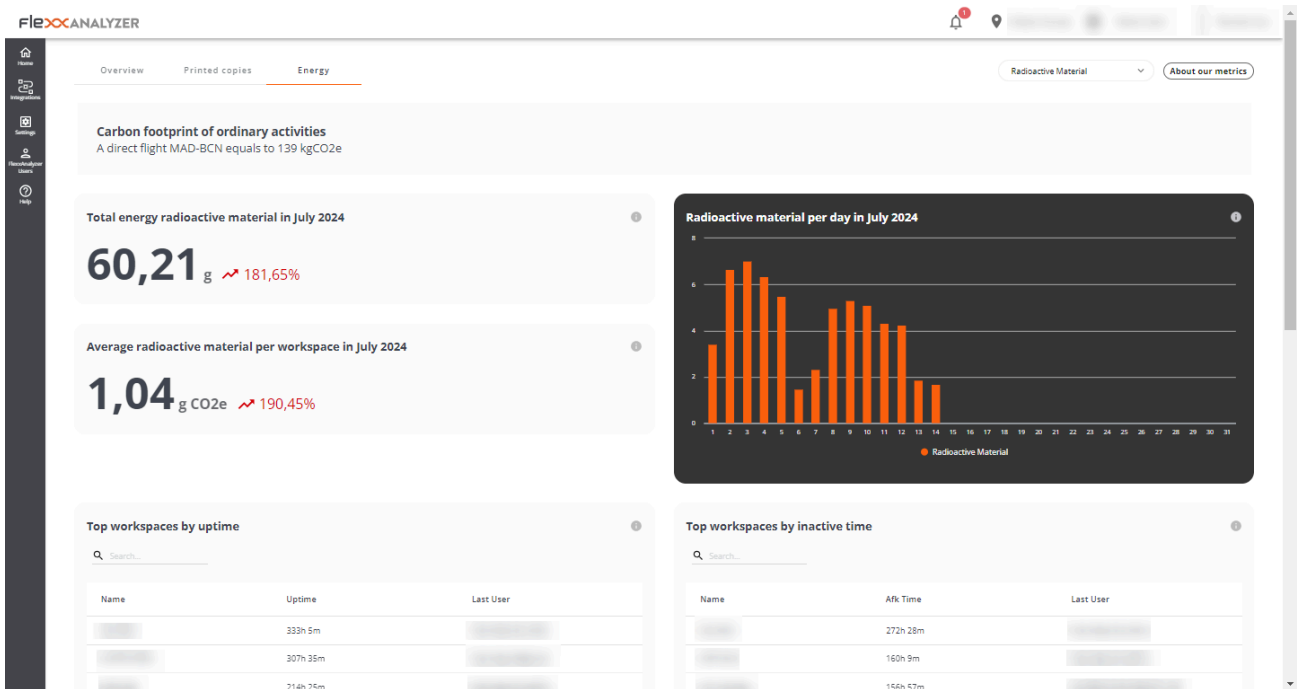 FlexxANALYZER
1
Home
Integrations
Settings
FlexxAnalyzer
Users
Help
Overview Printed copies Energy
Radioactive Material
About our metrics
Carbon footprint of ordinary activities
A direct flight MAD-BCN equals to 139 kgCO2e
Total energy radioactive material in July 2024
60,21 g 181,65%
Average radioactive material per workspace in July 2024
1,04 g CO2e 190,45%
Radioactive material per day in July 2024
8
6
4
2
0
1 2 3 4 5 6 7 8 9 10 11 12 13 14 15 16 17 18 19 20 21 22 23 24 25 26 27 28 29 30 31
Radioactive Material
Top workspaces by uptime
Search...
Name Uptime Last User
333h 5m
307h 35m
214h 25m
Top workspaces by inactive time
Search...
Name Afk Time Last User
272h 28m
160h 9m
156h 57m